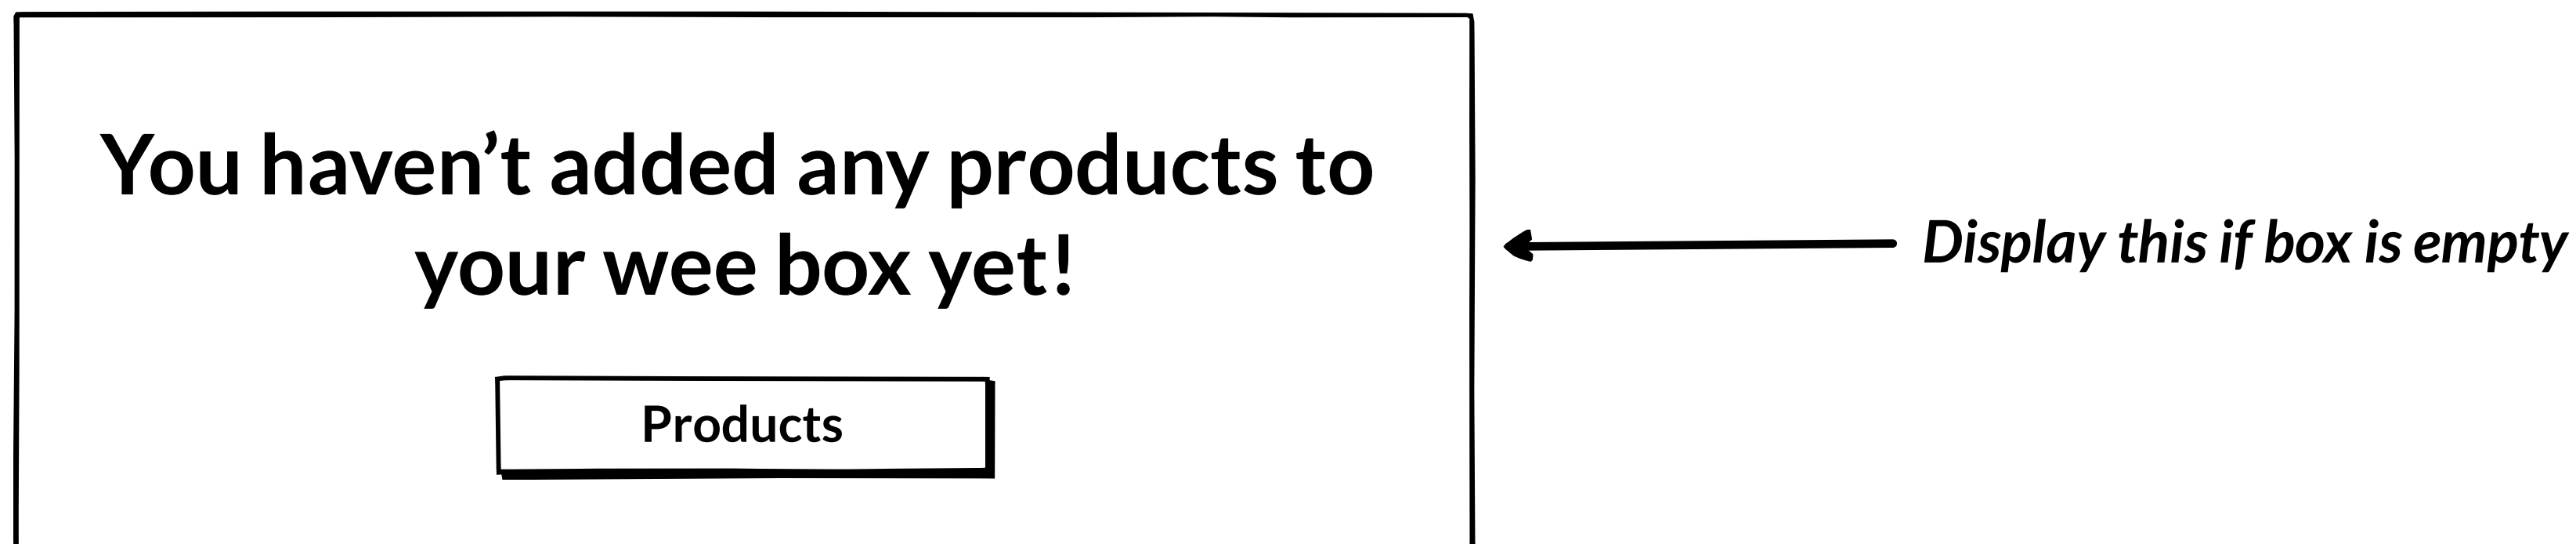 You haven’t added any products to
your wee box yet!
Display this if box is empty
Products